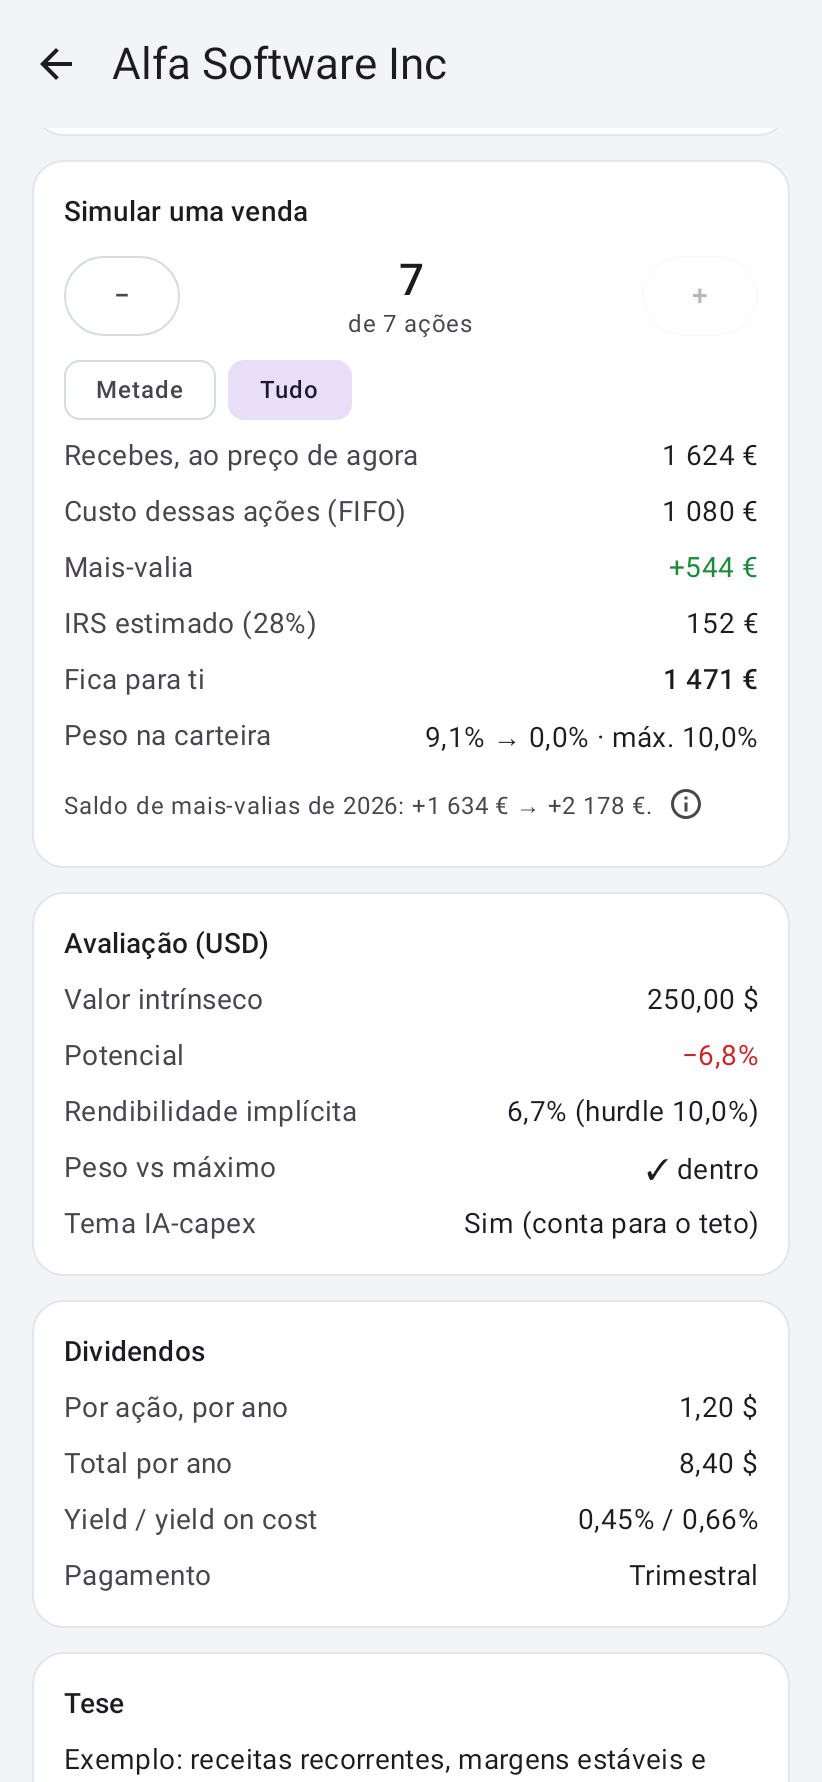 Alfa Software Inc
Simular uma venda
−
7
+
de 7 ações
Metade
Tudo
Recebes, ao preço de agora 1 624 €
Custo dessas ações (FIFO) 1 080 €
Mais-valia +544 €
IRS estimado (28%) 152 €
Fica para ti 1 471 €
Peso na carteira 9,1% → 0,0% · máx. 10,0%
Saldo de mais-valias de 2026: +1 634 € → +2 178 €.
Avaliação (USD)
Valor intrínseco 250,00 $
Potencial −6,8%
Rendibilidade implícita 6,7% (hurdle 10,0%)
Peso vs máximo ✓ dentro
Tema IA-capex Sim (conta para o teto)
Dividendos
Por ação, por ano 1,20 $
Total por ano 8,40 $
Yield / yield on cost 0,45% / 0,66%
Pagamento Trimestral
Tese
Exemplo: receitas recorrentes, margens estáveis e